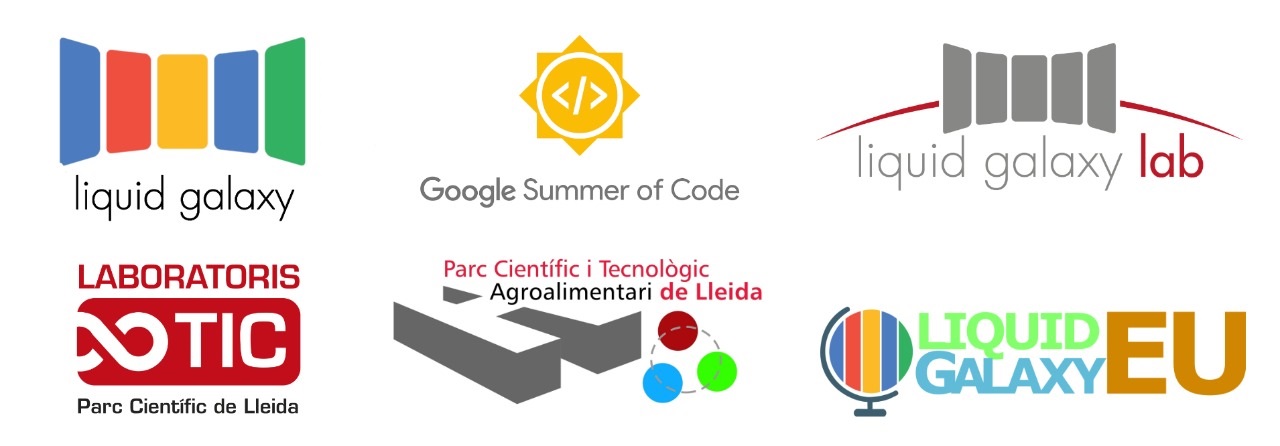 liquid galaxy
</>
Google Summer of Code
liquid galaxy lab
LABORATORIS
TIC
Parc Científic de Lleida
Parc Científic i Tecnològic
Agroalimentari de Lleida
LIQUID
GALAXY
EU